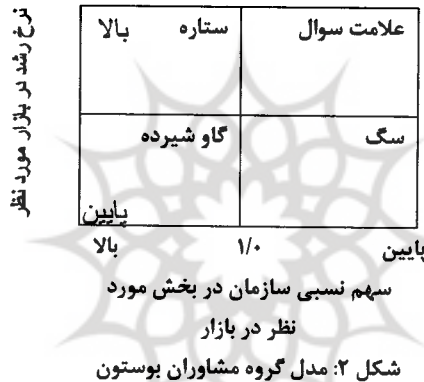 نرخ رشد در بازار مورد نظر
علامت سوال
ستاره
بالا
سگ
گاو شیرده
پایین
پایین
۱/۰
بالا
سهم نسبی سازمان در بخش مورد
نظر در بازار
شکل ۲: مدل گروه مشاوران بوستون